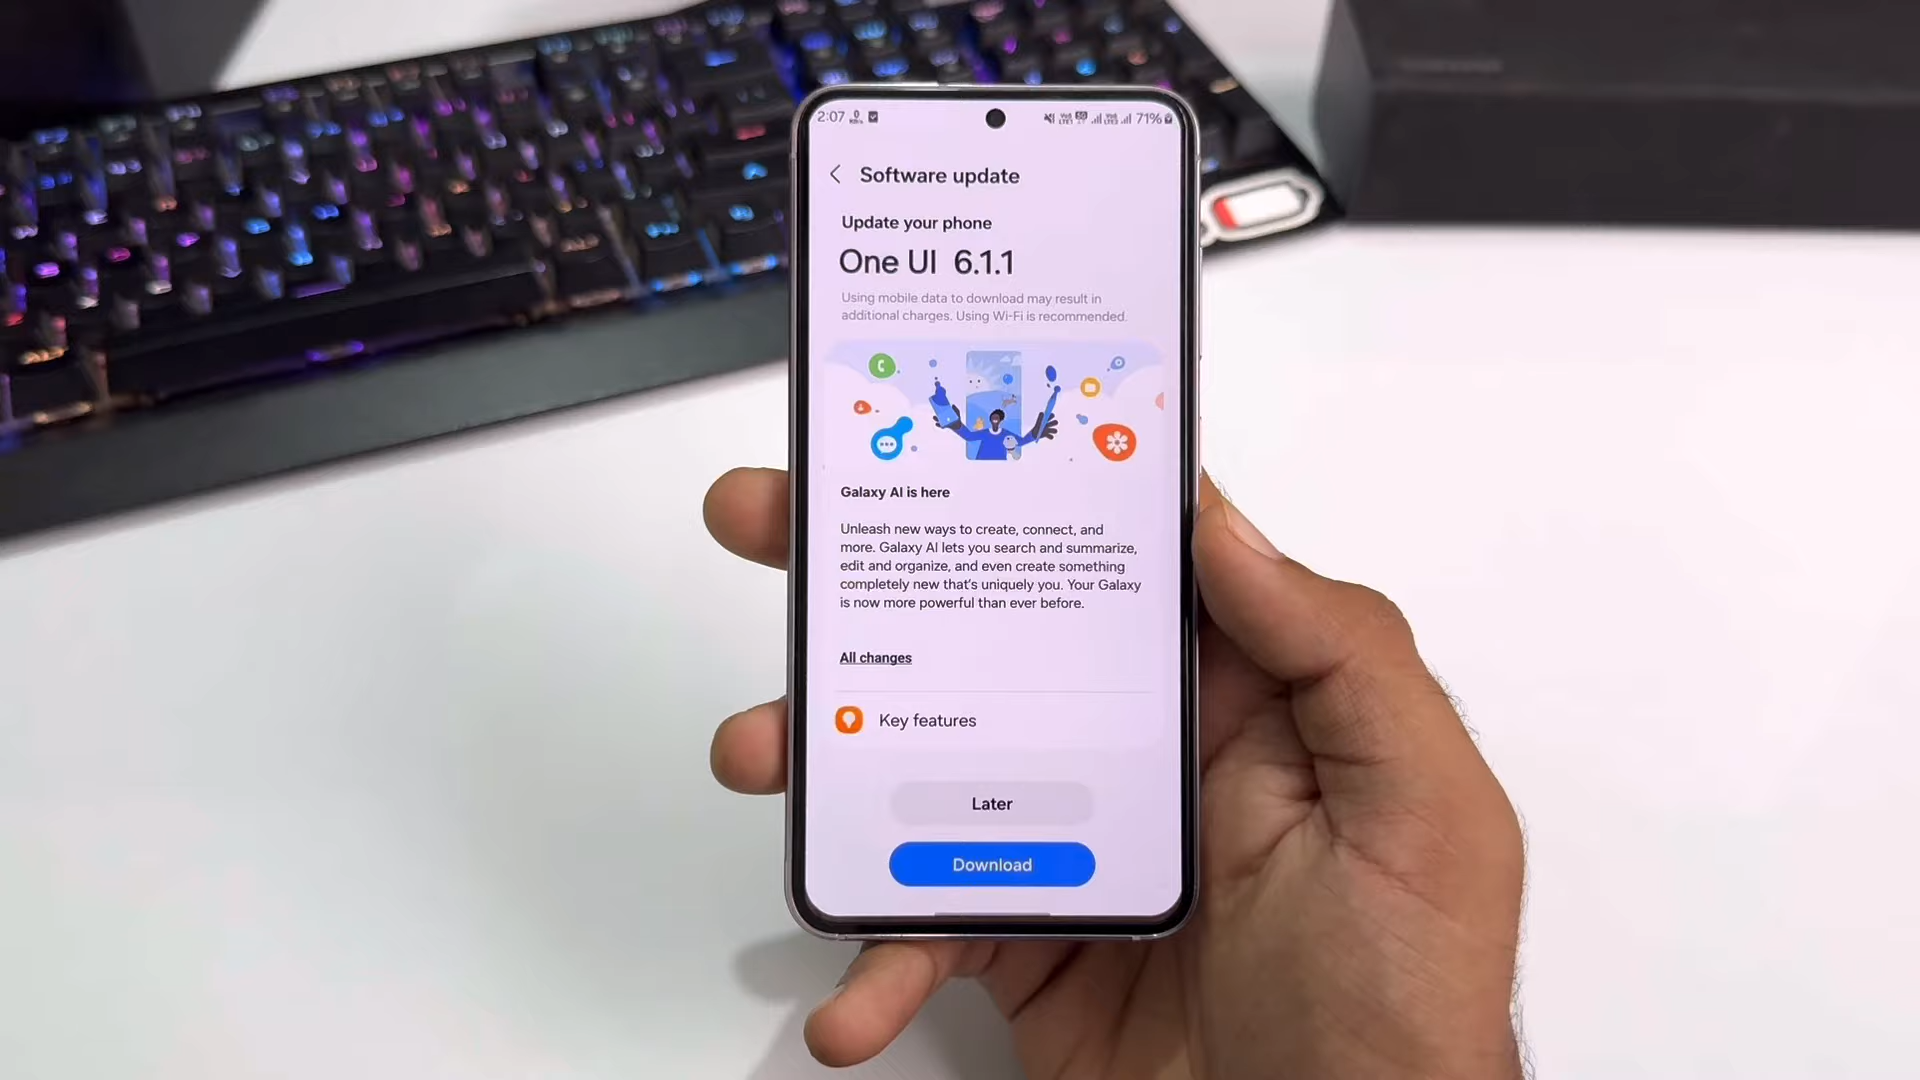 2:07
71%
Software update
Update your phone
One UI 6.1.1
Using mobile data to download may result in
additional charges. Using Wi-Fi is recommended.
Galaxy AI is here
Unleash new ways to create, connect, and
more. Galaxy AI lets you search and summarize,
edit and organize, and even create something
completely new that's uniquely you. Your Galaxy
is now more powerful than ever before.
All changes
Key features
Later
Download